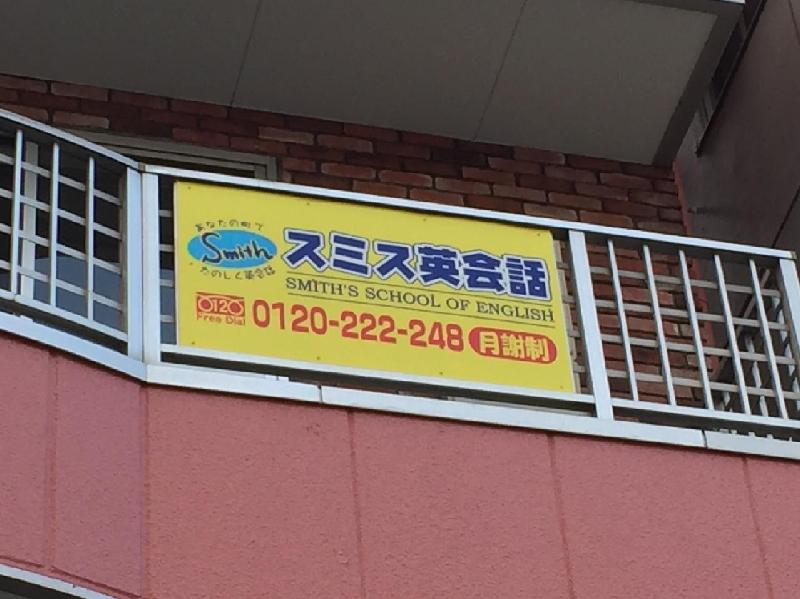 あなたの町で
Smith
たのしく英会話
スミス英会話
SMITH'S SCHOOL OF ENGLISH
0120
Free Dial
0120-222-248
月謝制